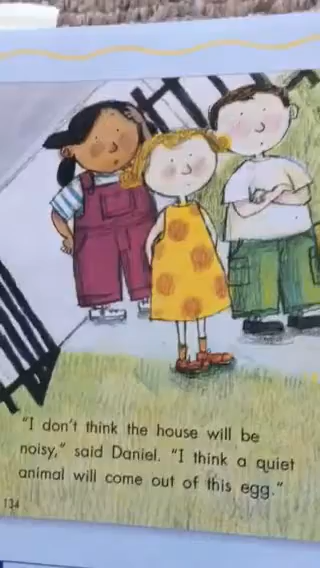 "I don't think the house will be
noisy," said Daniel. "I think a quiet
animal will come out of this egg."
134